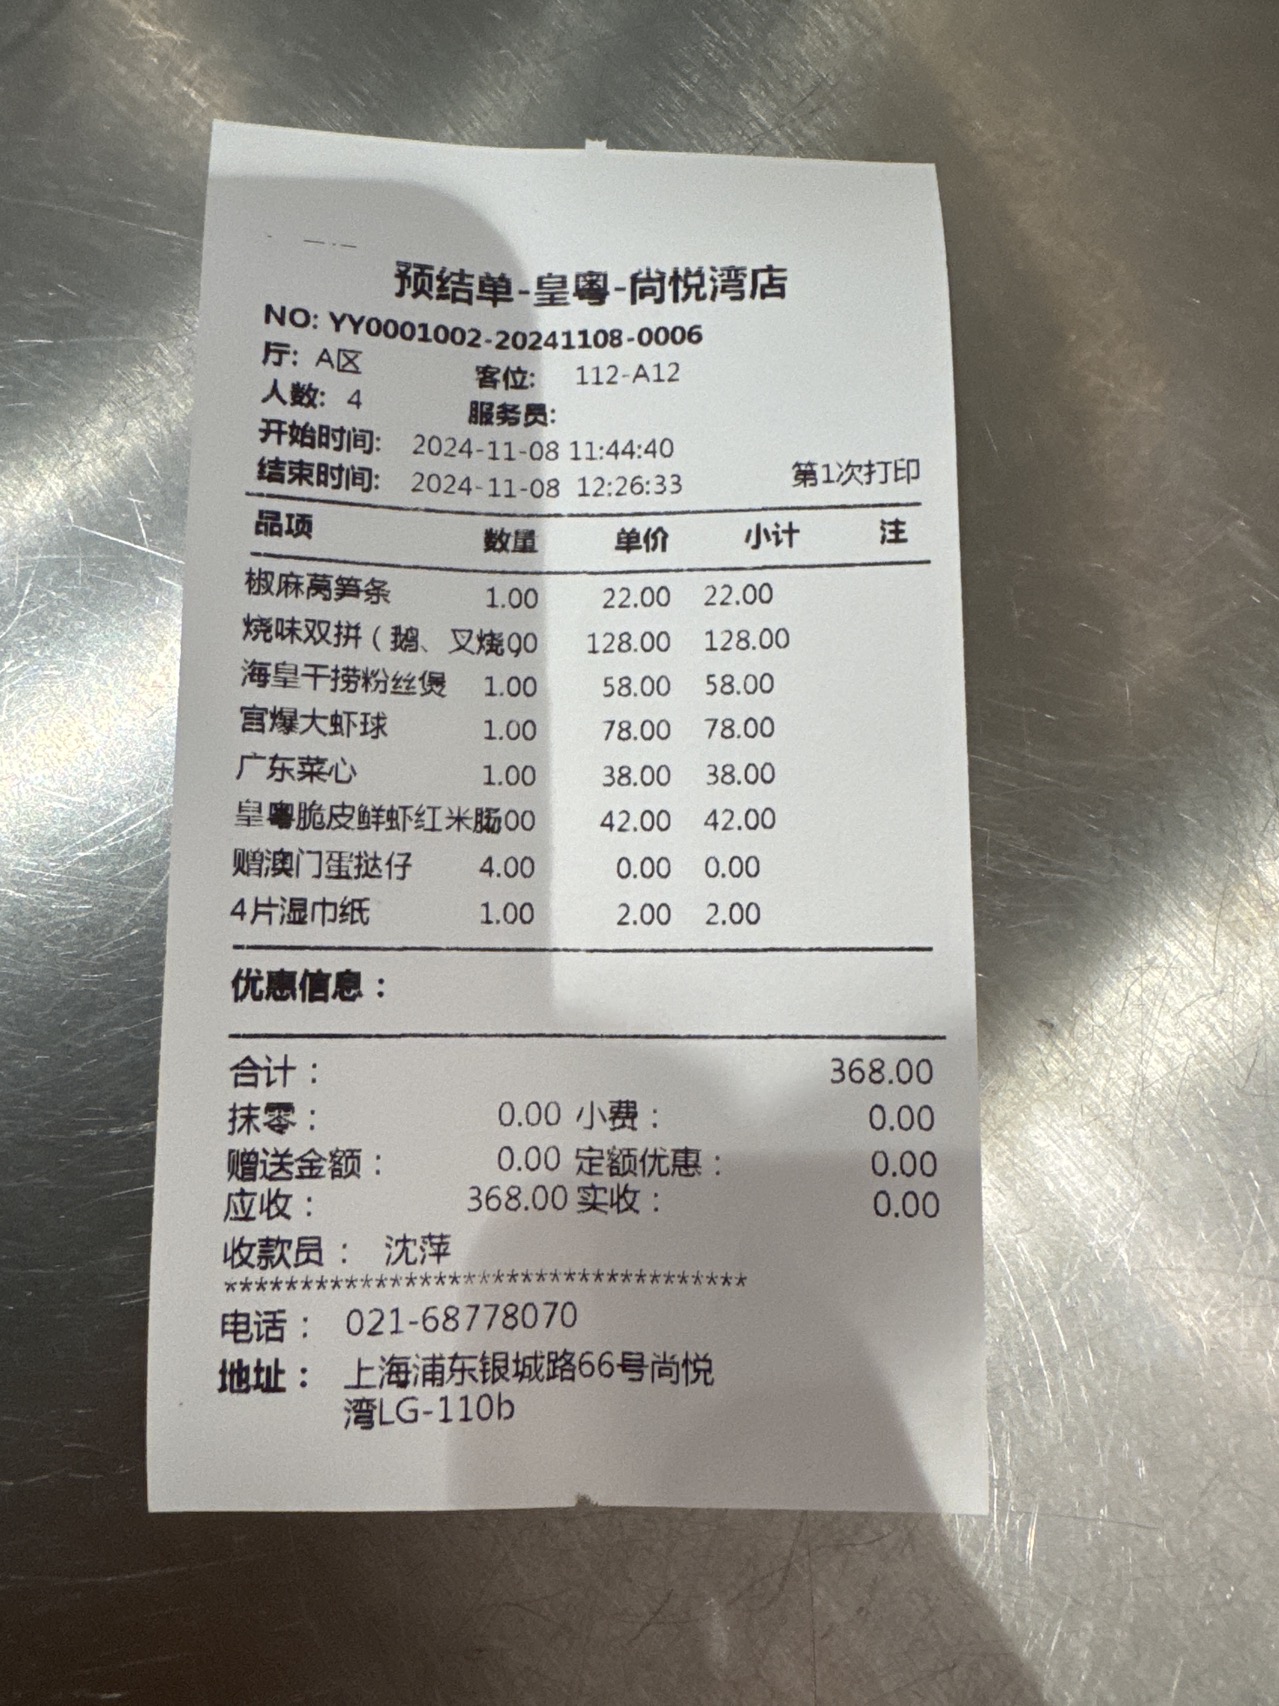 预结单-皇粤-尚悦湾店
NO: YY0001002-20241108-0006
厅: A区 客位: 112-A12
人数: 4 服务员:
开始时间: 2024-11-08 11:44:40
结束时间: 2024-11-08 12:26:33 第1次打印
品项 数量 单价 小计 注
椒麻莴笋条 1.00 22.00 22.00
烧味双拼(鹅、叉烧00 128.00 128.00
海皇干捞粉丝煲 1.00 58.00 58.00
宫爆大虾球 1.00 78.00 78.00
广东菜心 1.00 38.00 38.00
皇粤脆皮鲜虾红米肠00 42.00 42.00
赠澳门蛋挞仔 4.00 0.00 0.00
4片湿巾纸 1.00 2.00 2.00
优惠信息:
合计: 368.00
抹零: 0.00 小费: 0.00
赠送金额: 0.00 定额优惠: 0.00
应收: 368.00 实收: 0.00
收款员: 沈萍
***********************************
电话: 021-68778070
地址: 上海浦东银城路66号尚悦
湾LG-110b